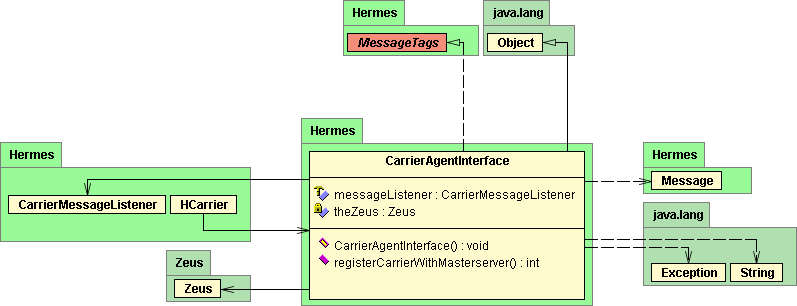 Hermes
MessageTags
java.lang
Object
Hermes
CarrierMessageListener
HCarrier
Hermes
CarrierAgentInterface
messageListener : CarrierMessageListener
theZeus : Zeus
CarrierAgentInterface() : void
registerCarrierWithMasterserver() : int
Hermes
Message
java.lang
Exception
String
Zeus
Zeus